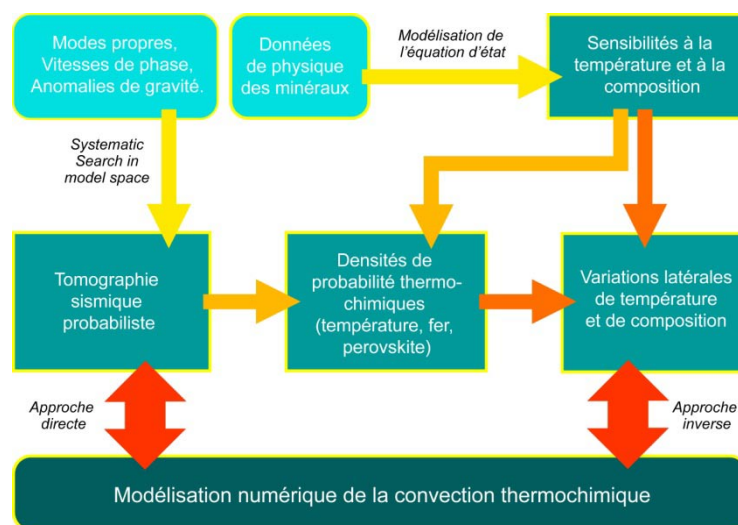 Modes propres,
Vitesses de phase,
Anomalies de gravité.
Données
de physique
des minéraux
Modélisation de
l'équation d'état
Sensibilités à la
température et à la
composition
Systematic
Search in
model space
Tomographie
sismique
probabiliste
Densités de
probabilité thermo-
chimiques
(température, fer,
perovskite)
Variations latérales
de température
et de composition
Approche
directe
Approche
inverse
Modélisation numérique de la convection thermochimique